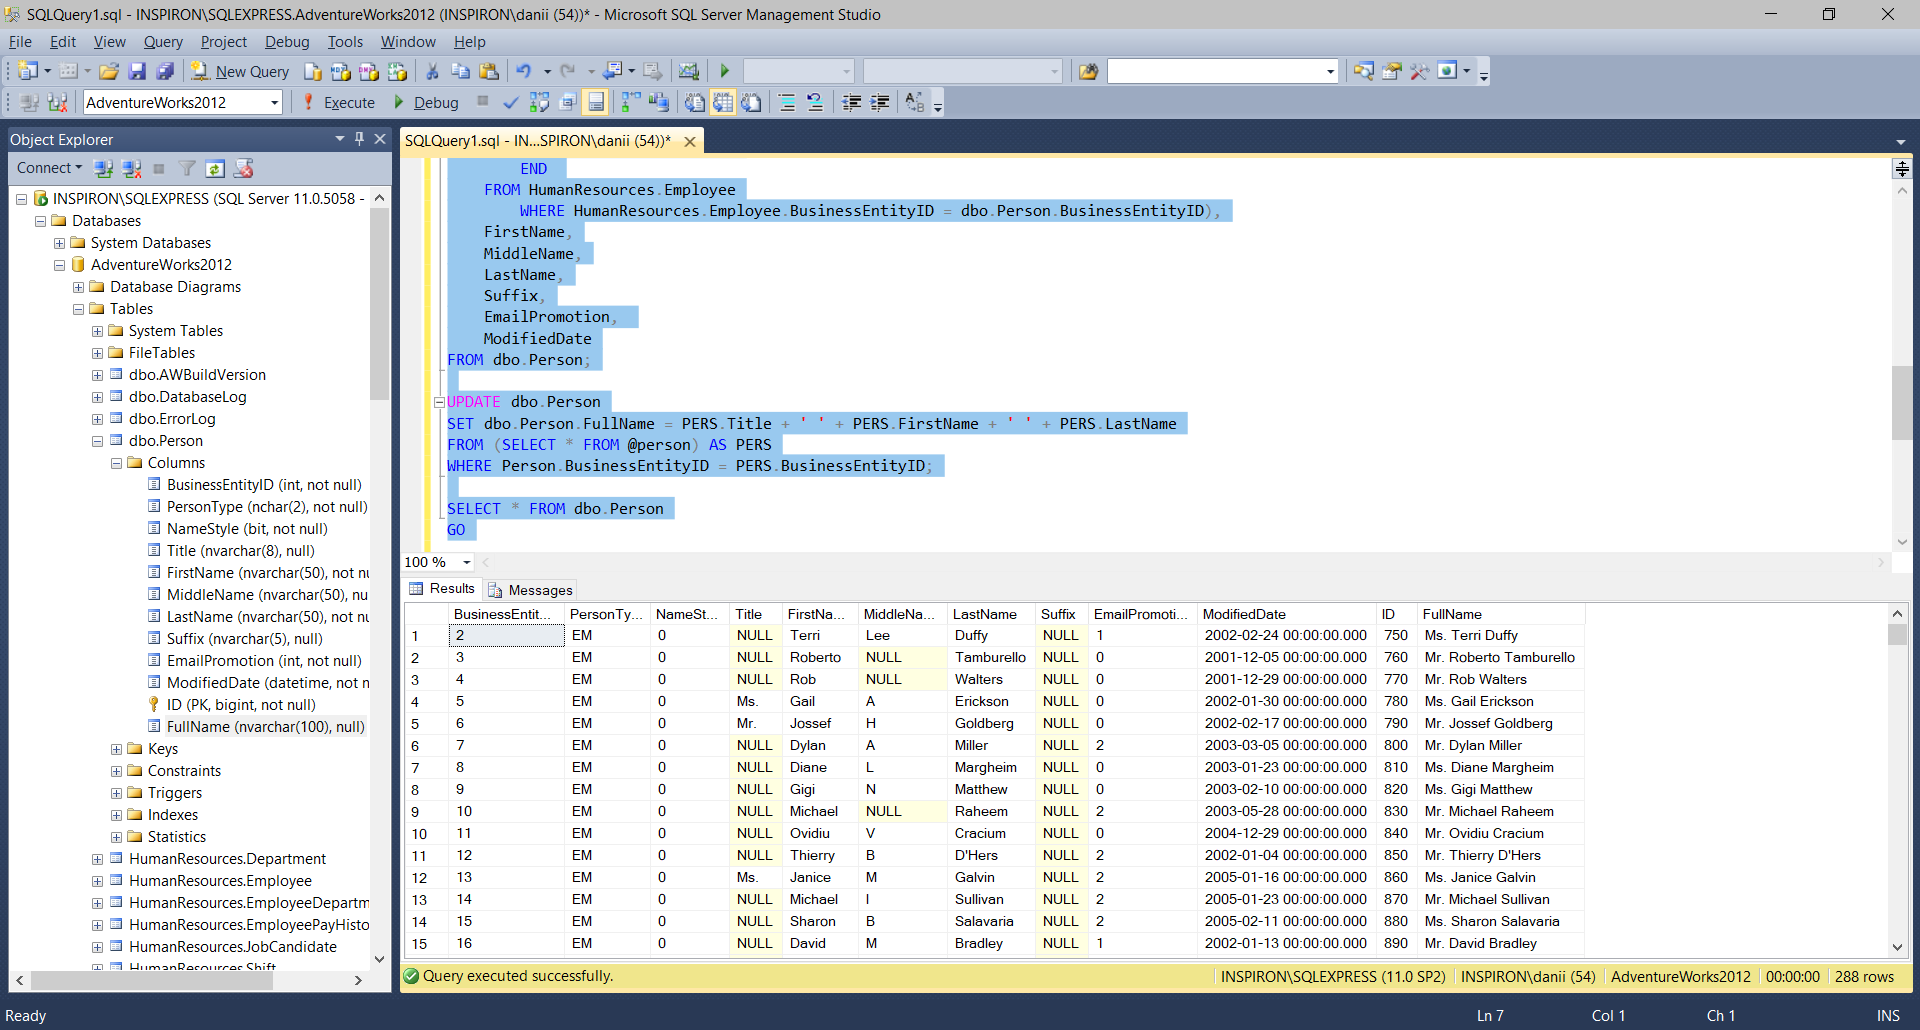 SQLQuery1.sql - INSPIRON\SQLEXPRESS.AdventureWorks2012 (INSPIRON\danii (54))* - Microsoft SQL Server Management Studio
File Edit View Query Project Debug Tools Window Help
New Query
AdventureWorks2012 Execute Debug
Object Explorer
Connect
INSPIRON\SQLEXPRESS (SQL Server 11.0.5058 -
Databases
System Databases
AdventureWorks2012
Database Diagrams
Tables
System Tables
FileTables
dbo.AWBuildVersion
dbo.DatabaseLog
dbo.ErrorLog
dbo.Person
Columns
BusinessEntityID (int, not null)
PersonType (nchar(2), not null)
NameStyle (bit, not null)
Title (nvarchar(8), null)
FirstName (nvarchar(50), not nu
MiddleName (nvarchar(50), nu
LastName (nvarchar(50), not nu
Suffix (nvarchar(5), null)
EmailPromotion (int, not null)
ModifiedDate (datetime, not n
ID (PK, bigint, not null)
FullName (nvarchar(100), null)
Keys
Constraints
Triggers
Indexes
Statistics
HumanResources.Department
HumanResources.Employee
HumanResources.EmployeeDepartm
HumanResources.EmployeePayHisto
HumanResources.JobCandidate
HumanResources.Shift
SQLQuery1.sql - IN...SPIRON\danii (54))*
END
FROM HumanResources.Employee
WHERE HumanResources.Employee.BusinessEntityID = dbo.Person.BusinessEntityID),
FirstName,
MiddleName,
LastName,
Suffix,
EmailPromotion,
ModifiedDate
FROM dbo.Person;
UPDATE dbo.Person
SET dbo.Person.FullName = PERS.Title + ' ' + PERS.FirstName + ' ' + PERS.LastName
FROM (SELECT * FROM @person) AS PERS
WHERE Person.BusinessEntityID = PERS.BusinessEntityID;
SELECT * FROM dbo.Person
GO
100 %
Results Messages
BusinessEntit... PersonTy... NameSt... Title FirstNa... MiddleNa... LastName Suffix EmailPromoti... ModifiedDate ID FullName
1 2 EM 0 NULL Terri Lee Duffy NULL 1 2002-02-24 00:00:00.000 750 Ms. Terri Duffy
2 3 EM 0 NULL Roberto NULL Tamburello NULL 0 2001-12-05 00:00:00.000 760 Mr. Roberto Tamburello
3 4 EM 0 NULL Rob NULL Walters NULL 0 2001-12-29 00:00:00.000 770 Mr. Rob Walters
4 5 EM 0 Ms. Gail A Erickson NULL 0 2002-01-30 00:00:00.000 780 Ms. Gail Erickson
5 6 EM 0 Mr. Jossef H Goldberg NULL 0 2002-02-17 00:00:00.000 790 Mr. Jossef Goldberg
6 7 EM 0 NULL Dylan A Miller NULL 2 2003-03-05 00:00:00.000 800 Mr. Dylan Miller
7 8 EM 0 NULL Diane L Margheim NULL 0 2003-01-23 00:00:00.000 810 Ms. Diane Margheim
8 9 EM 0 NULL Gigi N Matthew NULL 0 2003-02-10 00:00:00.000 820 Ms. Gigi Matthew
9 10 EM 0 NULL Michael NULL Raheem NULL 2 2003-05-28 00:00:00.000 830 Mr. Michael Raheem
10 11 EM 0 NULL Ovidiu V Cracium NULL 0 2004-12-29 00:00:00.000 840 Mr. Ovidiu Cracium
11 12 EM 0 NULL Thierry B D'Hers NULL 2 2002-01-04 00:00:00.000 850 Mr. Thierry D'Hers
12 13 EM 0 Ms. Janice M Galvin NULL 2 2005-01-16 00:00:00.000 860 Ms. Janice Galvin
13 14 EM 0 NULL Michael I Sullivan NULL 2 2005-01-23 00:00:00.000 870 Mr. Michael Sullivan
14 15 EM 0 NULL Sharon B Salavaria NULL 2 2005-02-11 00:00:00.000 880 Ms. Sharon Salavaria
15 16 EM 0 NULL David M Bradley NULL 1 2002-01-13 00:00:00.000 890 Mr. David Bradley
Query executed successfully. INSPIRON\SQLEXPRESS (11.0 SP2) INSPIRON\danii (54) AdventureWorks2012 00:00:00 288 rows
Ready Ln 7 Col 1 Ch 1 INS